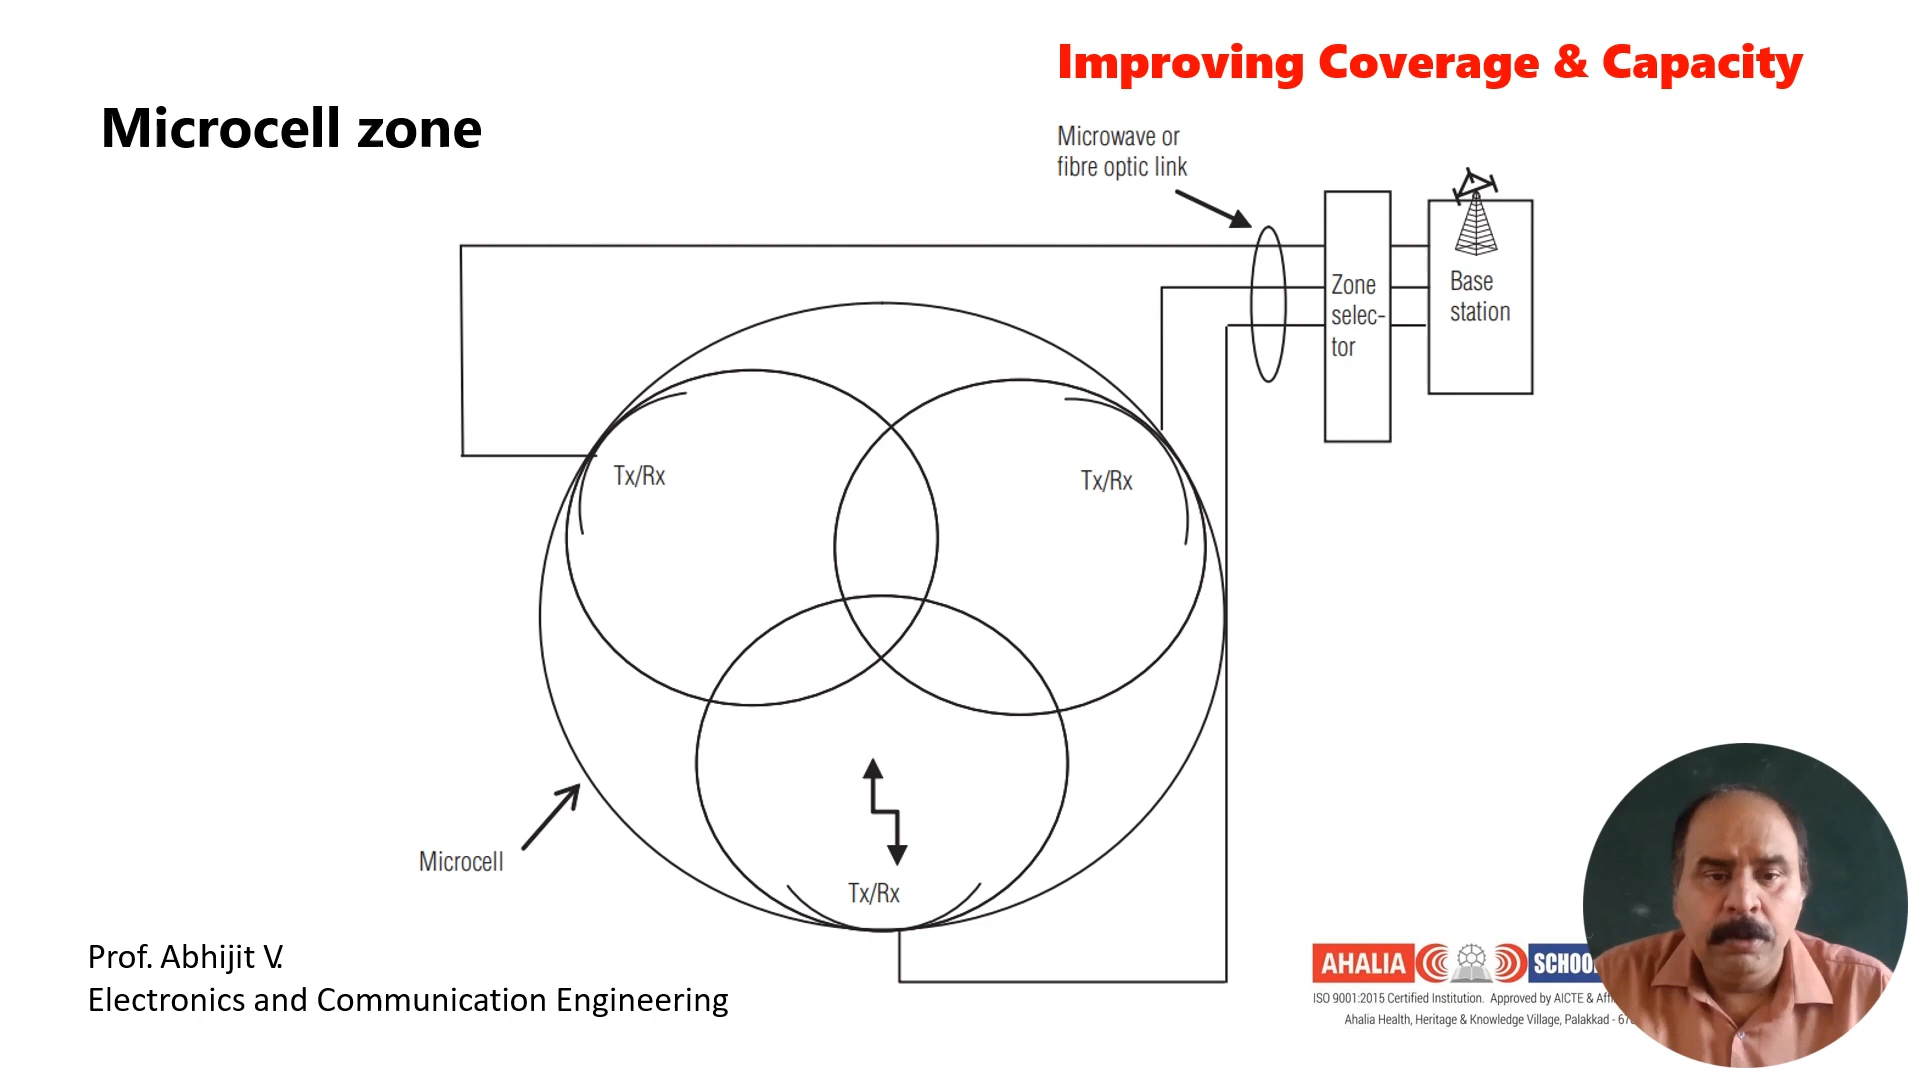 Improving Coverage & Capacity
Microcell zone
Microwave or
fibre optic link
Zone
selec-
tor
Base
station
Tx/Rx
Tx/Rx
Microcell
Tx/Rx
Prof. Abhijit V.
Electronics and Communication Engineering
AHALIA SCHOO
ISO 9001:2015 Certified Institution. Approved by AICTE &
Ahalia Health, Heritage & Knowledge Village, Palakkad -